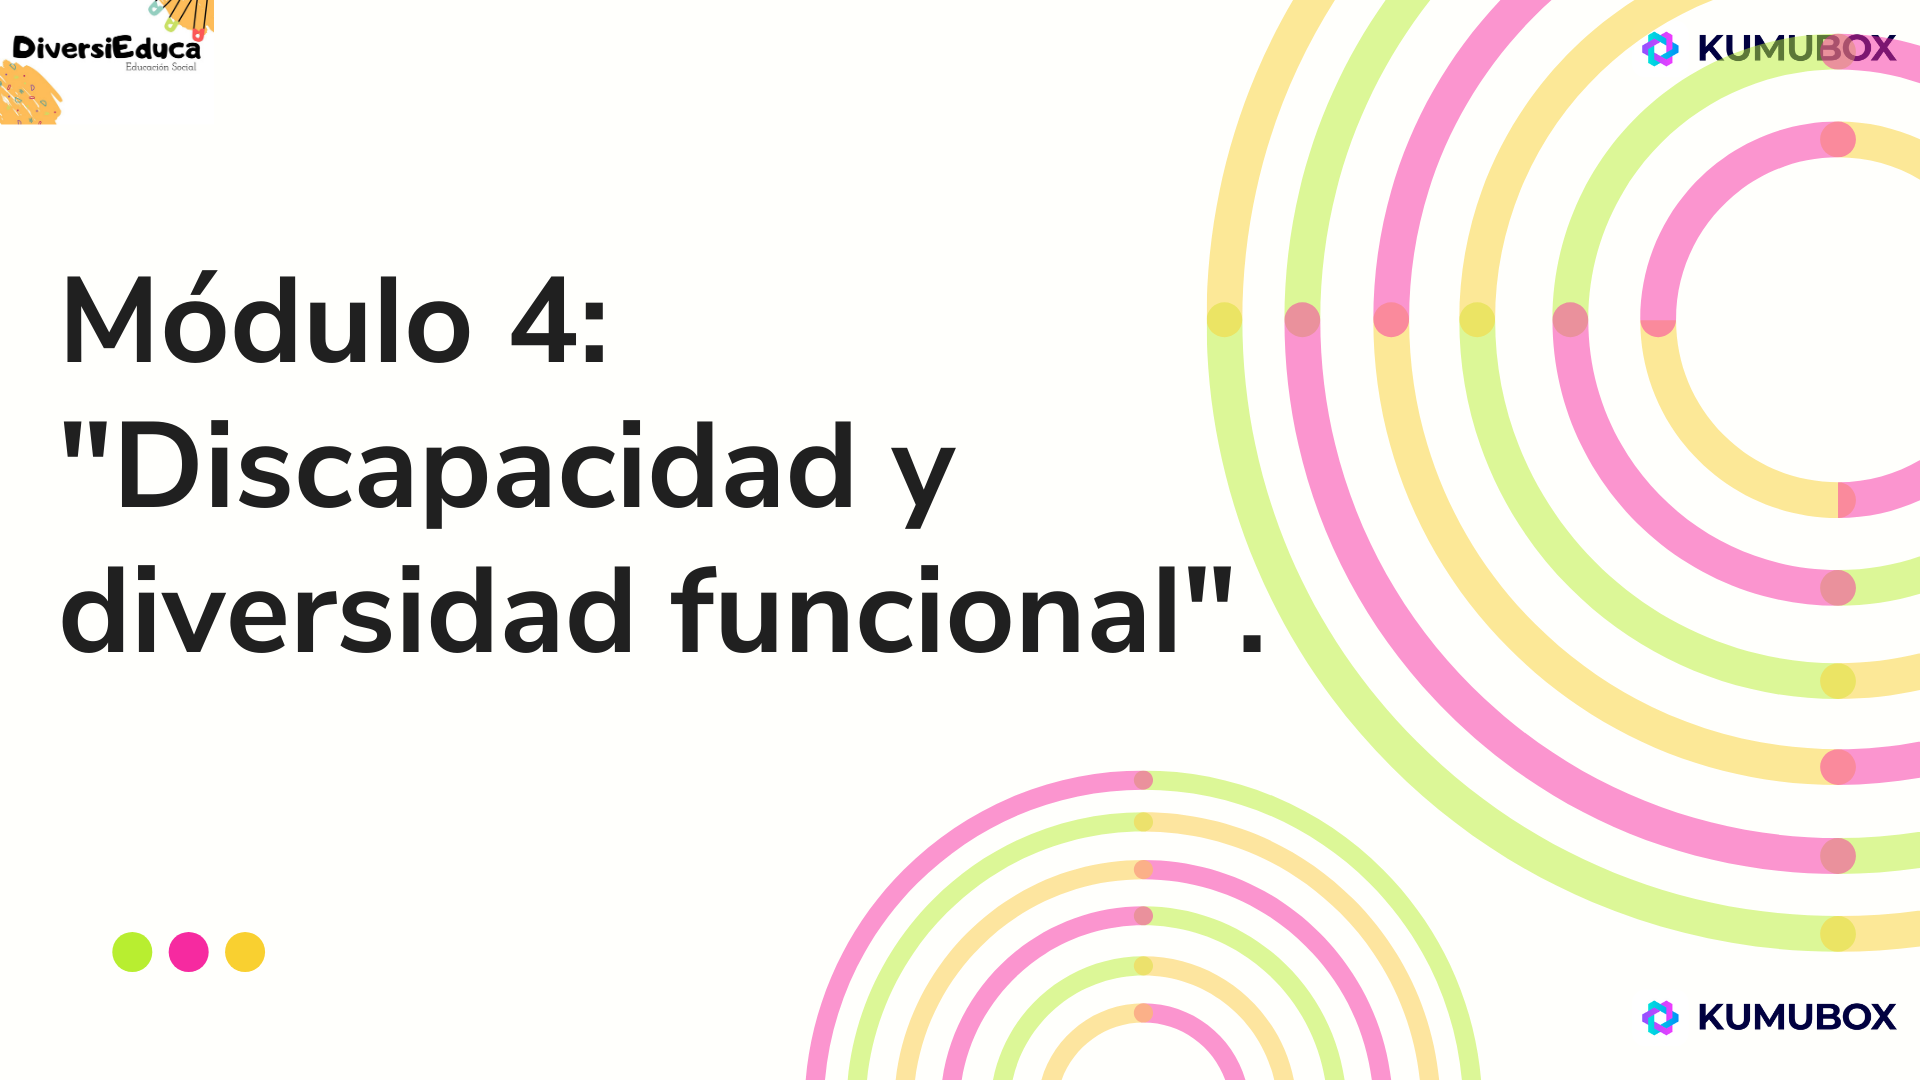 DiversiEduca
Educación Social
KUMUBOX
Módulo 4:
"Discapacidad y
diversidad funcional".
KUMUBOX